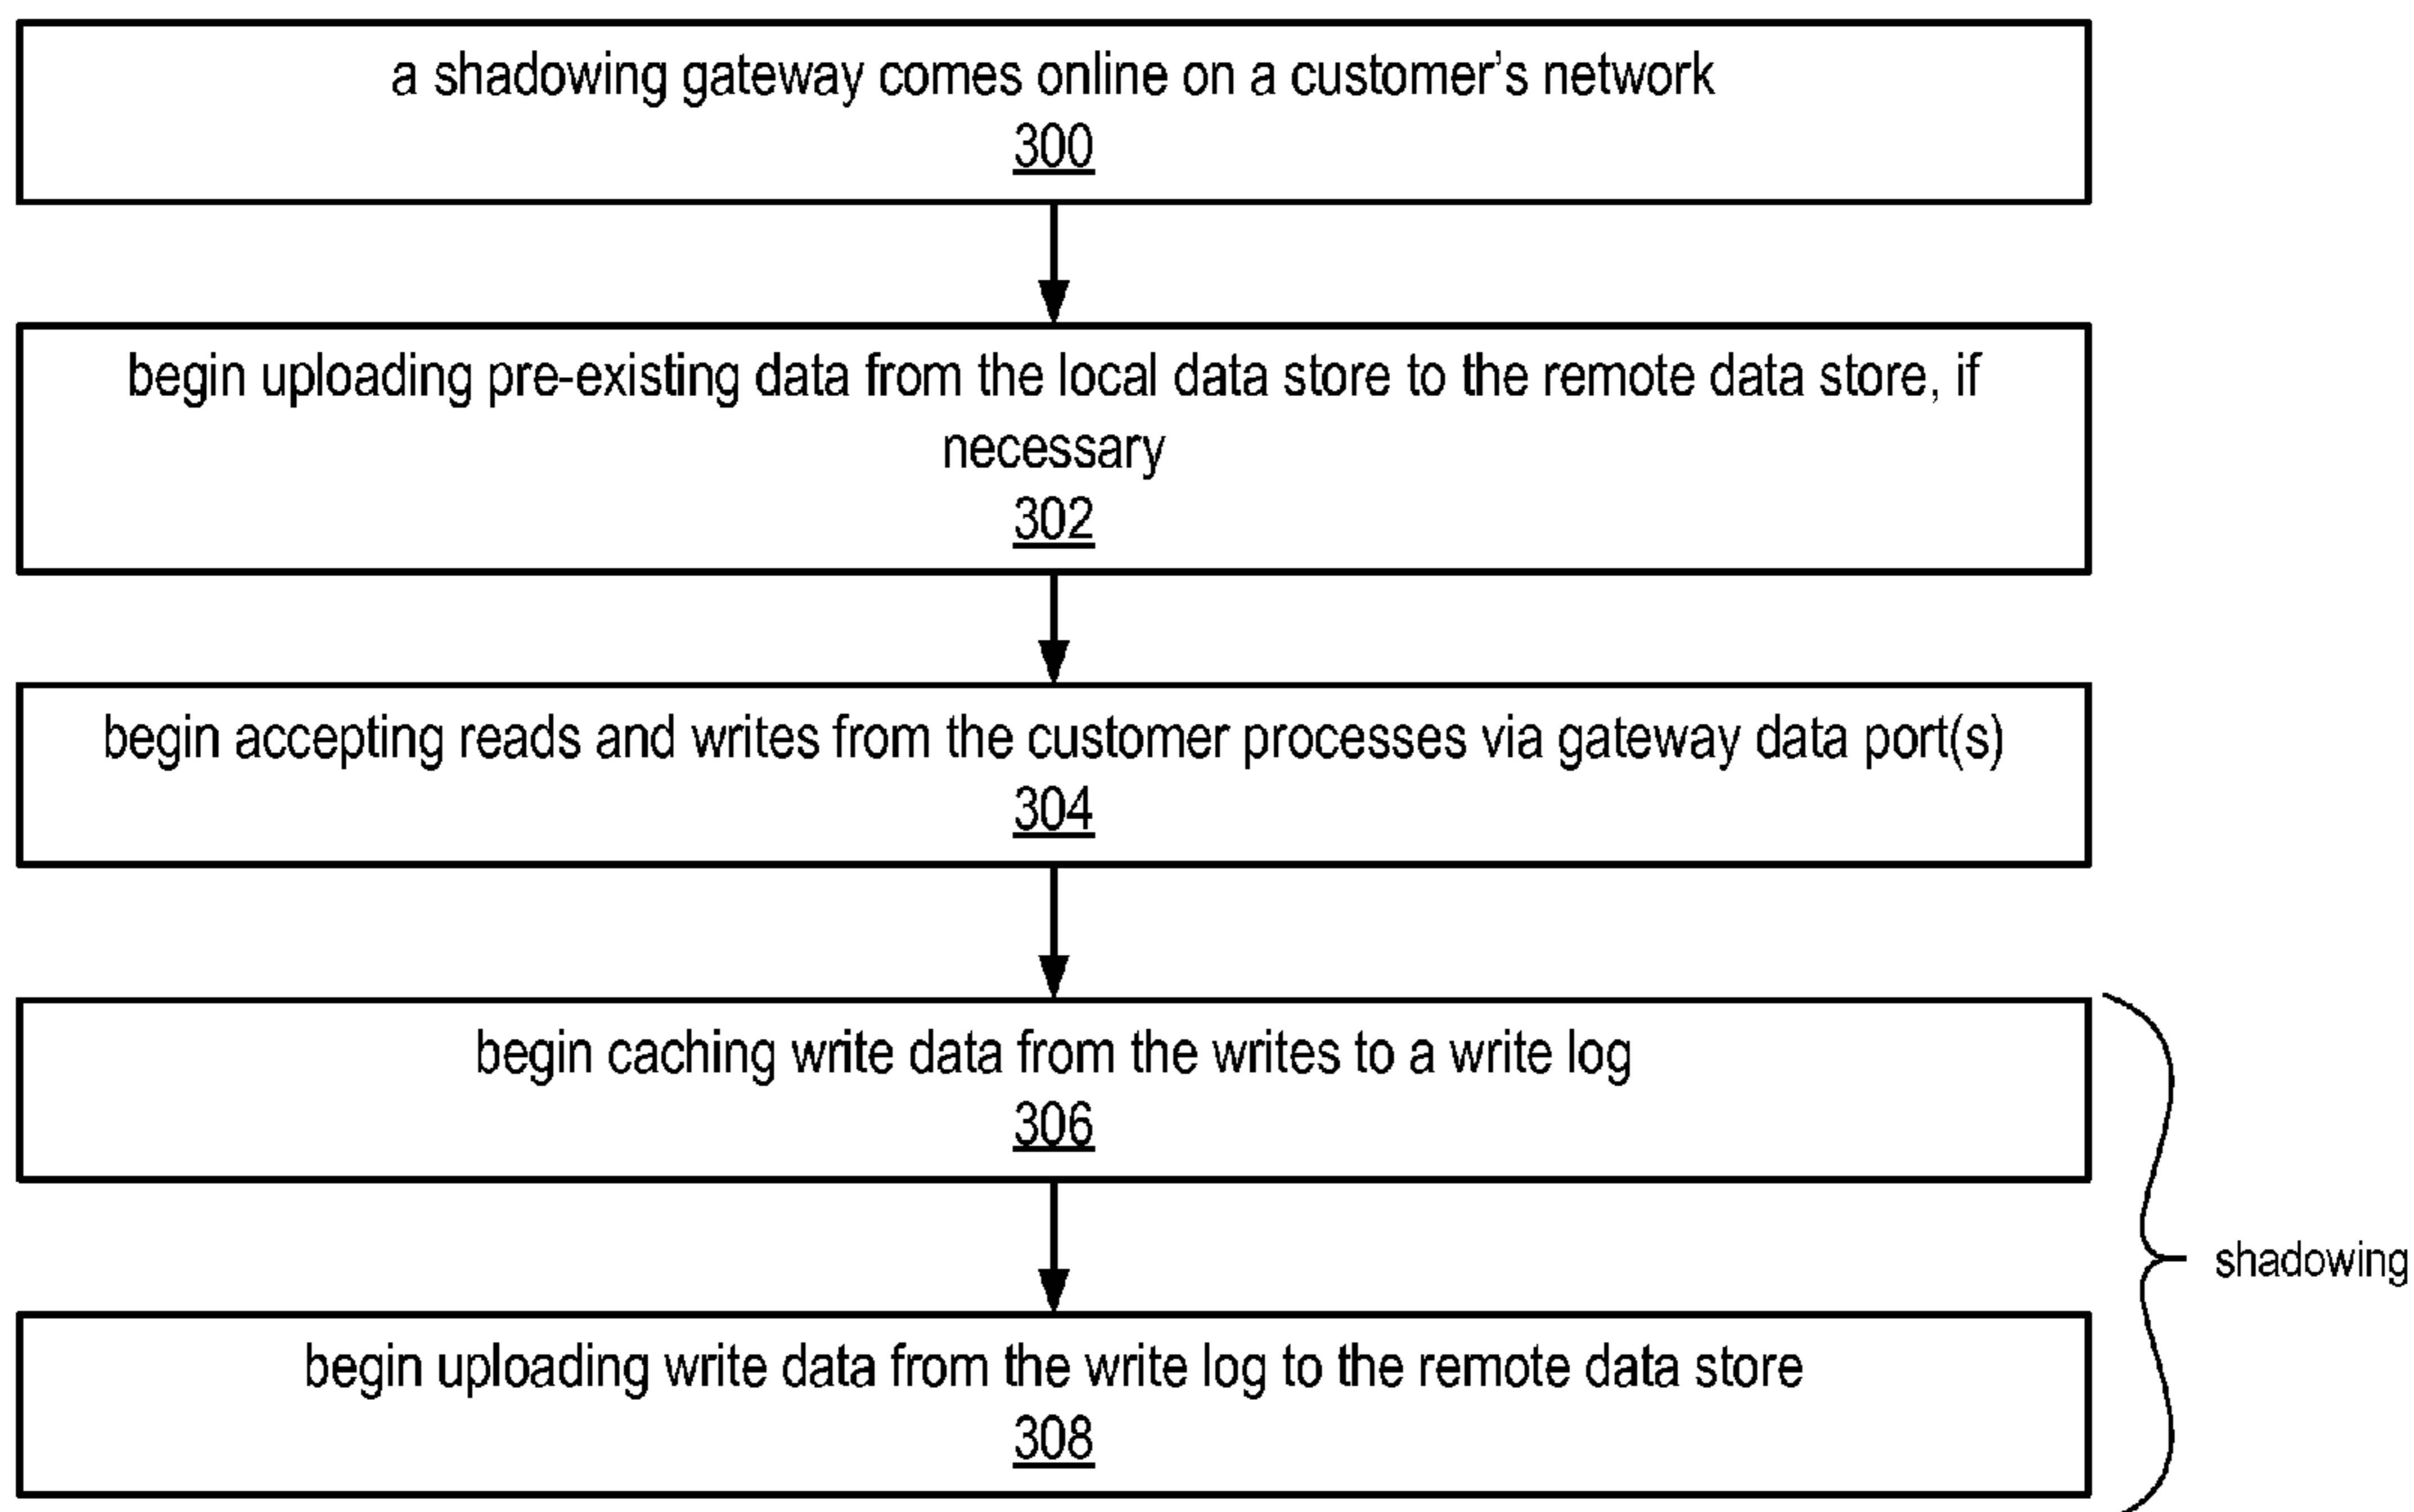 a shadowing gateway comes online on a customer's network
300
begin uploading pre-existing data from the local data store to the remote data store, if
necessary
302
begin accepting reads and writes from the customer processes via gateway data port(s)
304
begin caching write data from the writes to a write log
306
shadowing
begin uploading write data from the write log to the remote data store
308